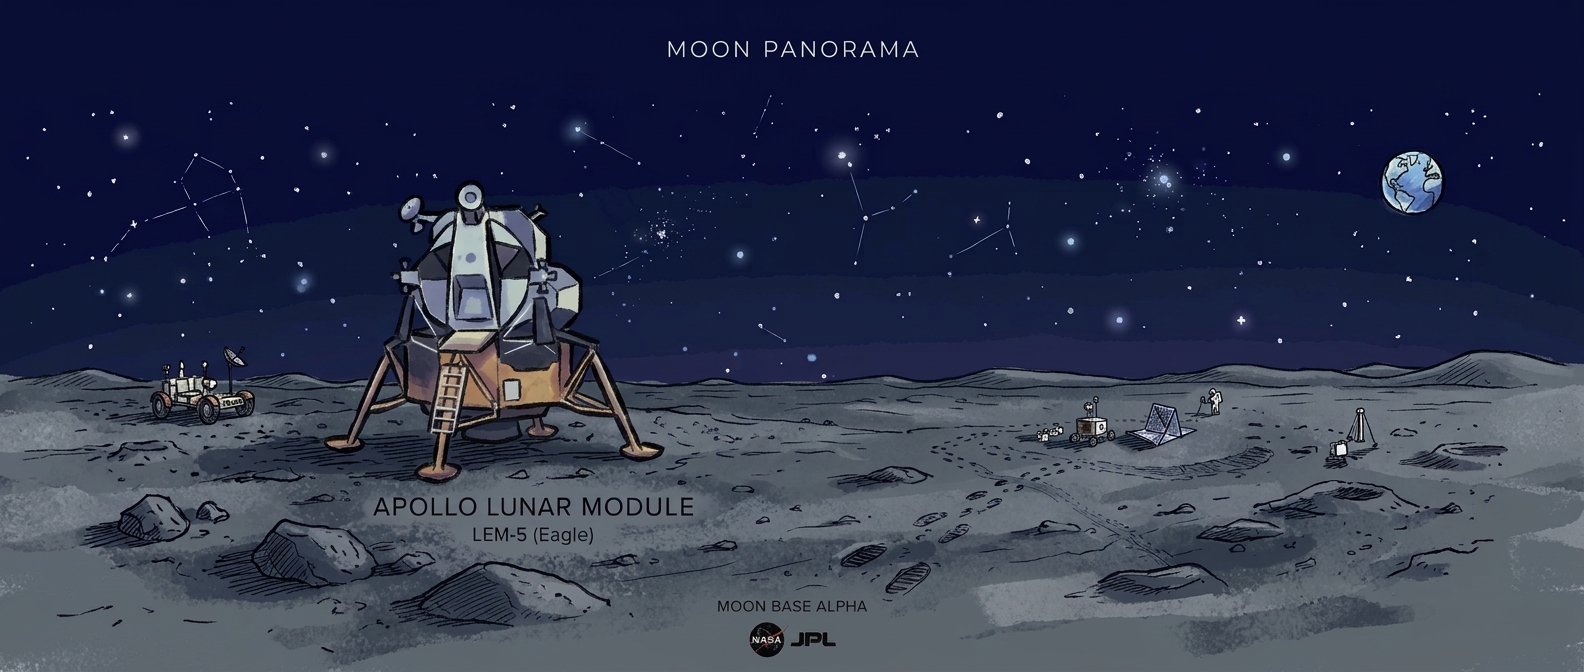 MOON PANORAMA
APOLLO LUNAR MODULE
LEM-5 (Eagle)
MOON BASE ALPHA
NASA JPL